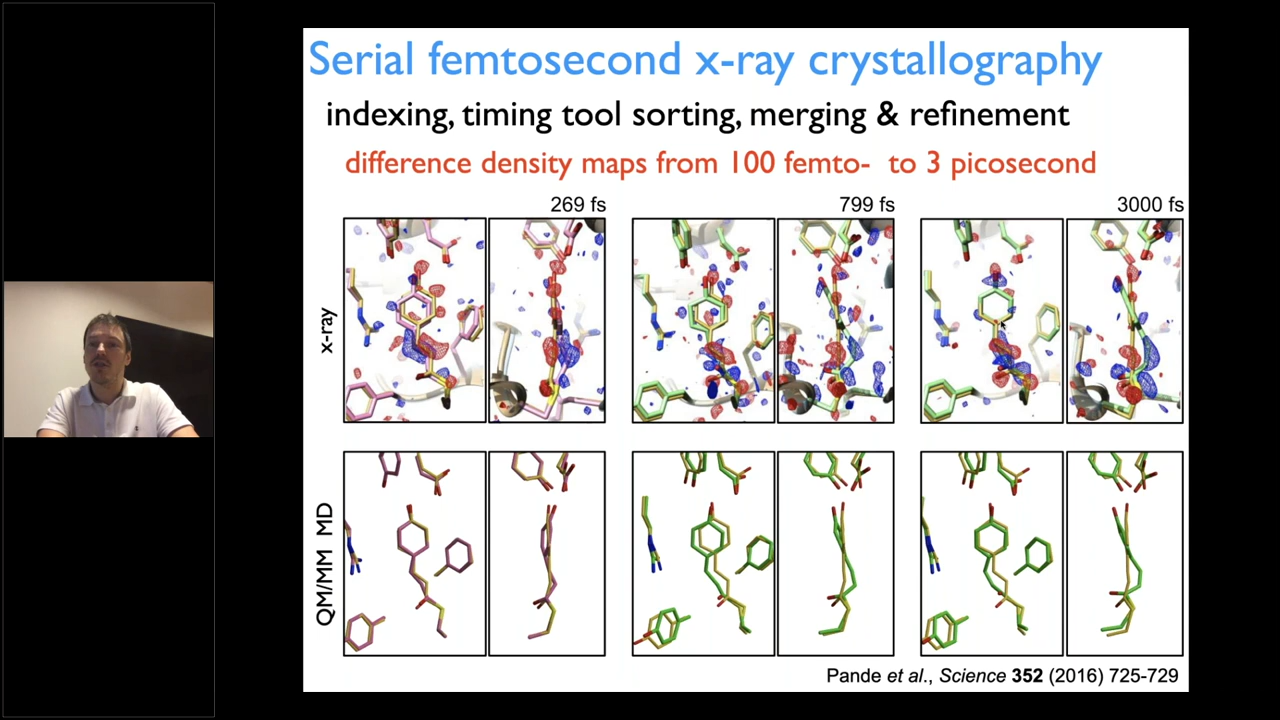 Serial femtosecond x-ray crystallography
indexing, timing tool sorting, merging & refinement
difference density maps from 100 femto- to 3 picosecond
269 fs
799 fs
3000 fs
x-ray
QM/MM MD
Pande et al., Science 352 (2016) 725-729